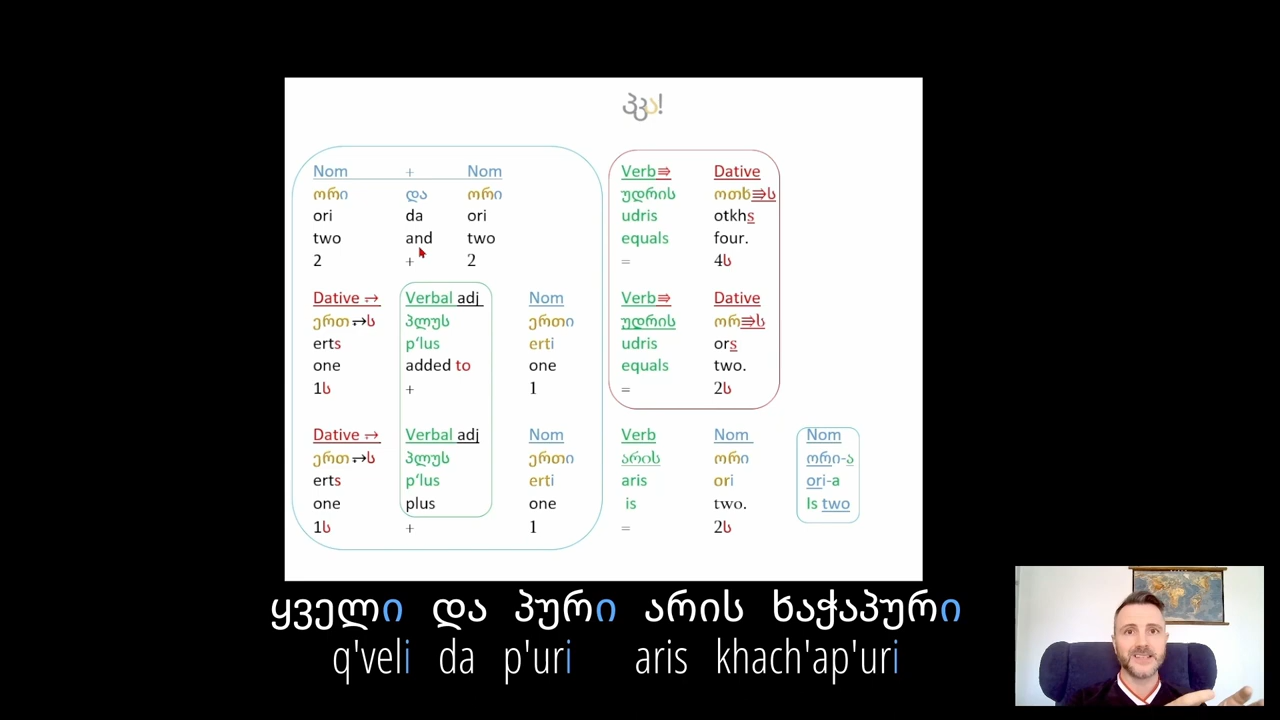 ჰკა!
Nom + Nom Verb⇛ Dative
ორი და ორი უდრის ოთხ⇛ს
ori da ori udris otkhs
two and two equals four.
2 + 2 = 4ს
Dative → Verbal adj Nom Verb⇛ Dative
ერთ→ს პლუს ერთი უდრის ორ⇛ს
erts p‘lus erti udris ors
one added to one equals two.
1ს + 1 = 2ს
Dative → Verbal adj Nom Verb Nom Nom
ერთ→ს პლუს ერთი არის ორი ორი-ა
erts p‘lus erti aris ori ori-a
one plus one is two. Is two
1ს + 1 = 2ს
ყველი და პური არის ხაჭაპური
q'veli da p'uri aris khach'ap'uri